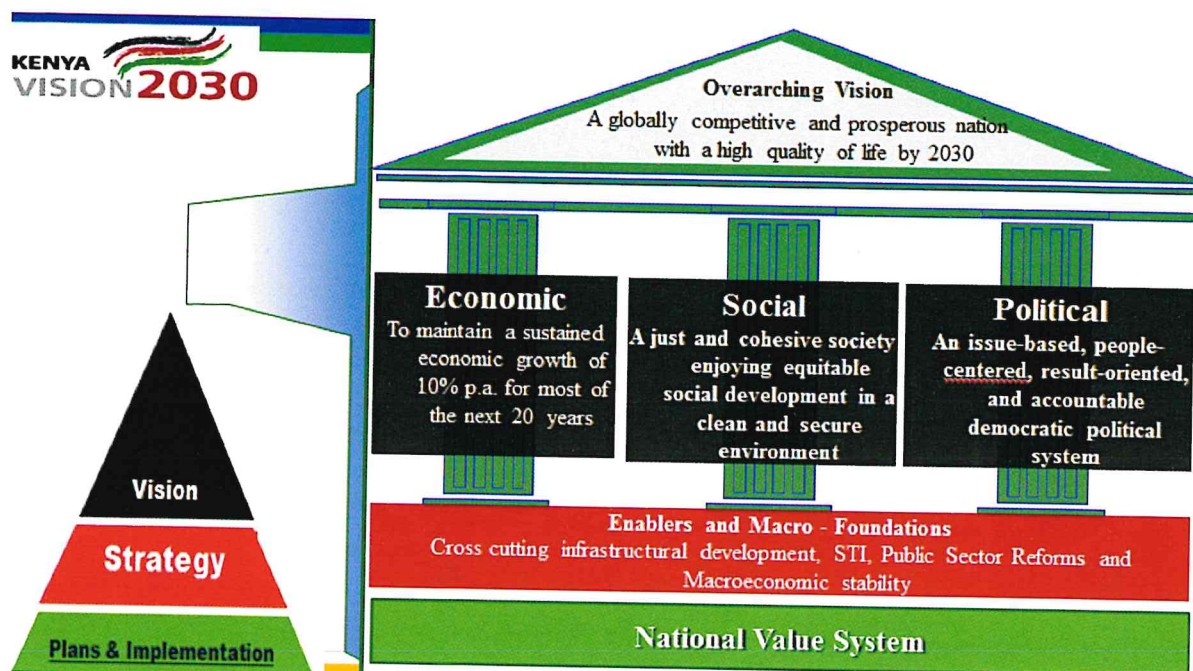 KENYA
VISION 2030
Overarching Vision
A globally competitive and prosperous nation
with a high quality of life by 2030
Economic
To maintain a sustained
economic growth of
10% p.a. for most of
the next 20 years
Social
A just and cohesive society
enjoying equitable
social development in a
clean and secure
environment
Political
An issue-based, people-
centered, result-oriented,
and accountable
democratic political
system
Vision
Strategy
Plans & Implementation
Enablers and Macro - Foundations
Cross cutting infrastructural development, STI, Public Sector Reforms and
Macroeconomic stability
National Value System